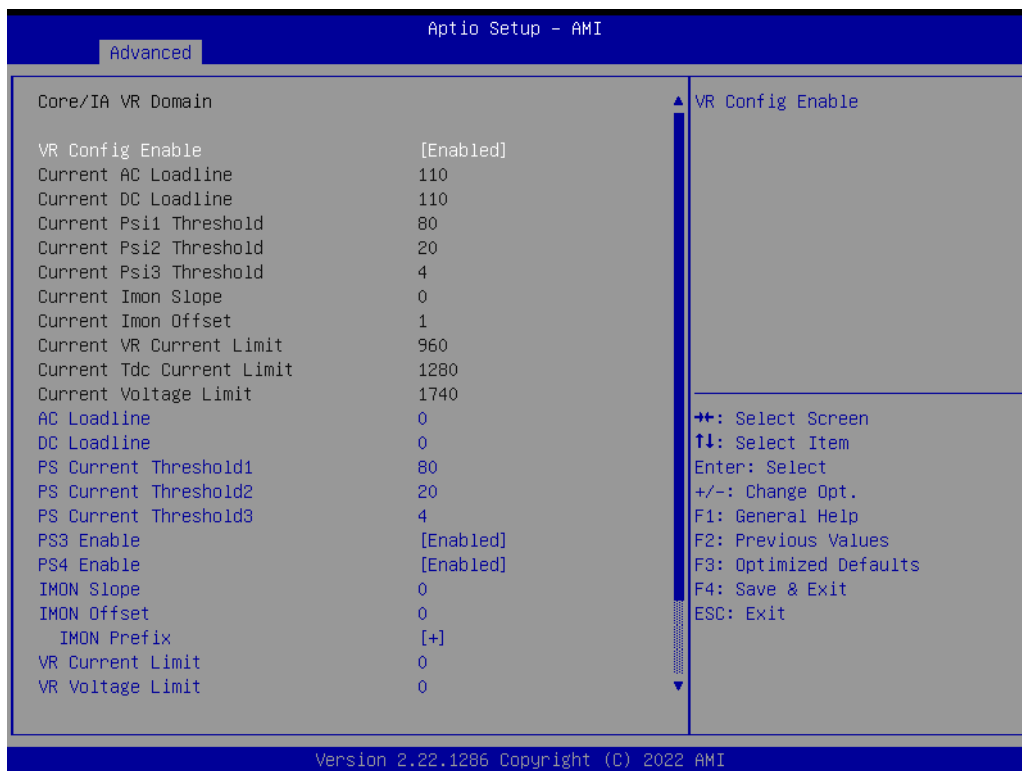 Aptio Setup – AMI
Advanced
Core/IA VR Domain
VR Config Enable [Enabled]
Current AC Loadline 110
Current DC Loadline 110
Current Psi1 Threshold 80
Current Psi2 Threshold 20
Current Psi3 Threshold 4
Current Imon Slope 0
Current Imon Offset 1
Current VR Current Limit 960
Current Tdc Current Limit 1280
Current Voltage Limit 1740
AC Loadline 0
DC Loadline 0
PS Current Threshold1 80
PS Current Threshold2 20
PS Current Threshold3 4
PS3 Enable [Enabled]
PS4 Enable [Enabled]
IMON Slope 0
IMON Offset 0
IMON Prefix [+]
VR Current Limit 0
VR Voltage Limit 0
VR Config Enable
→←: Select Screen
↑↓: Select Item
Enter: Select
+/-: Change Opt.
F1: General Help
F2: Previous Values
F3: Optimized Defaults
F4: Save & Exit
ESC: Exit
Version 2.22.1286 Copyright (C) 2022 AMI